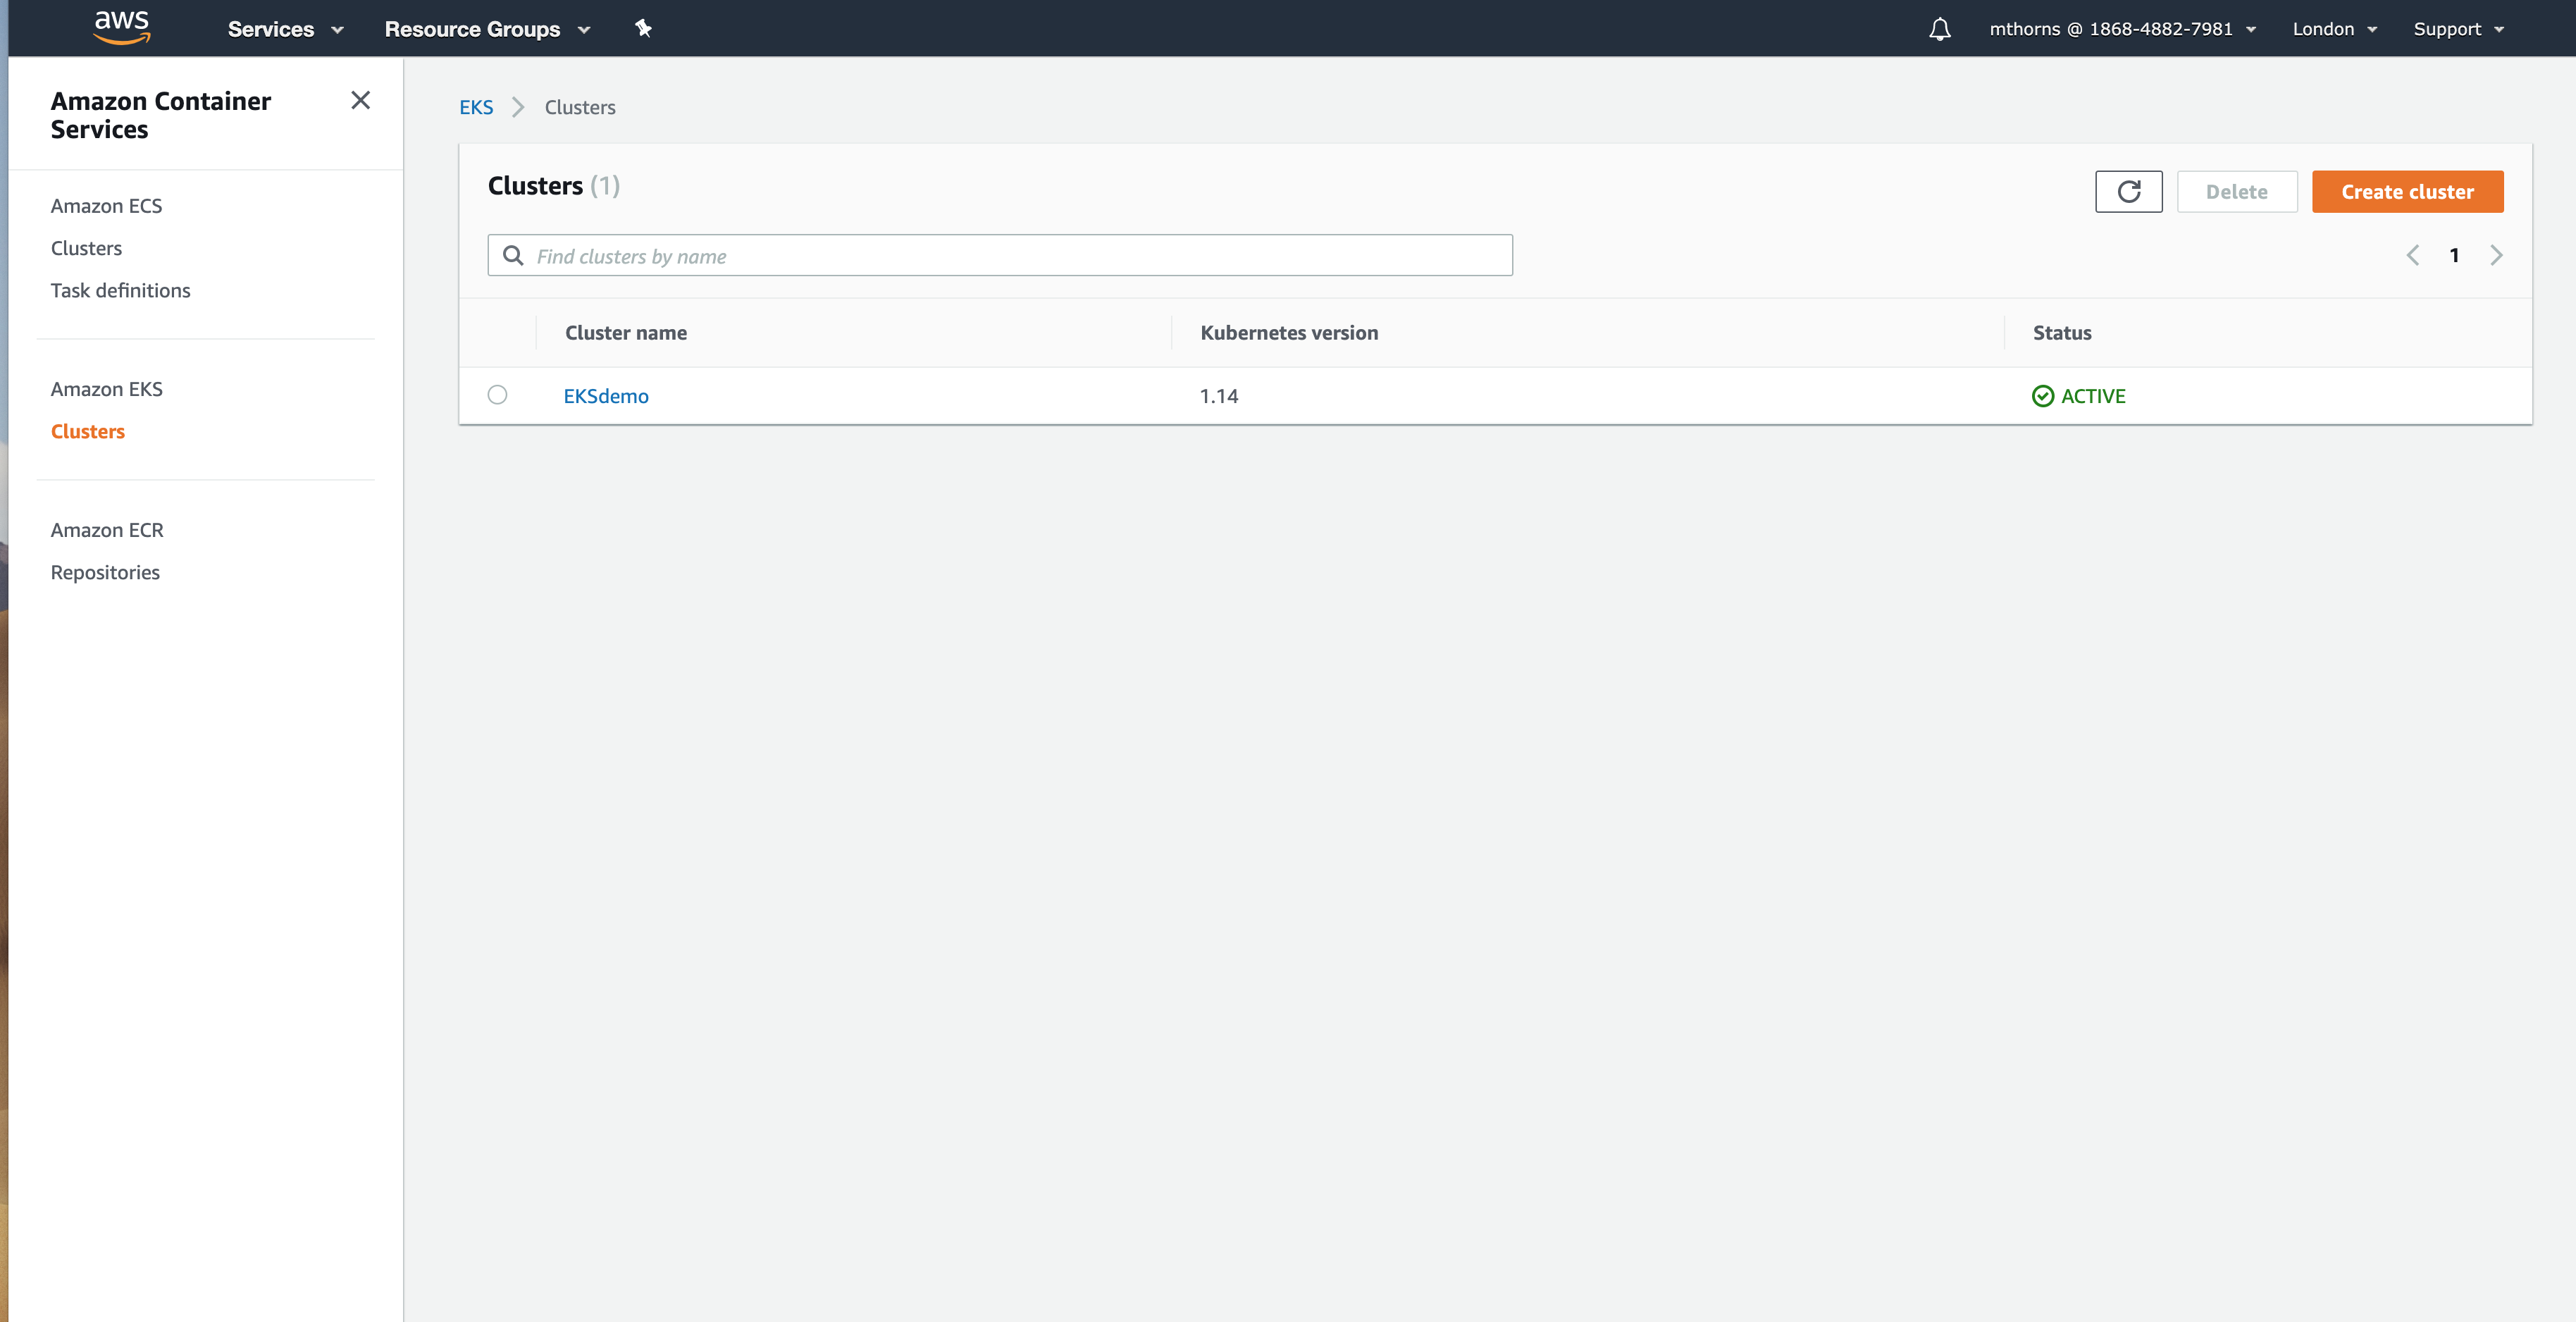 aws Services Resource Groups mthorns @ 1868-4882-7981 London Support
Amazon Container
Services
Amazon ECS
Clusters
Task definitions
Amazon EKS
Clusters
Amazon ECR
Repositories
EKS Clusters
Clusters (1)
Delete Create cluster
Find clusters by name
1
Cluster name Kubernetes version Status
EKSdemo 1.14 ACTIVE